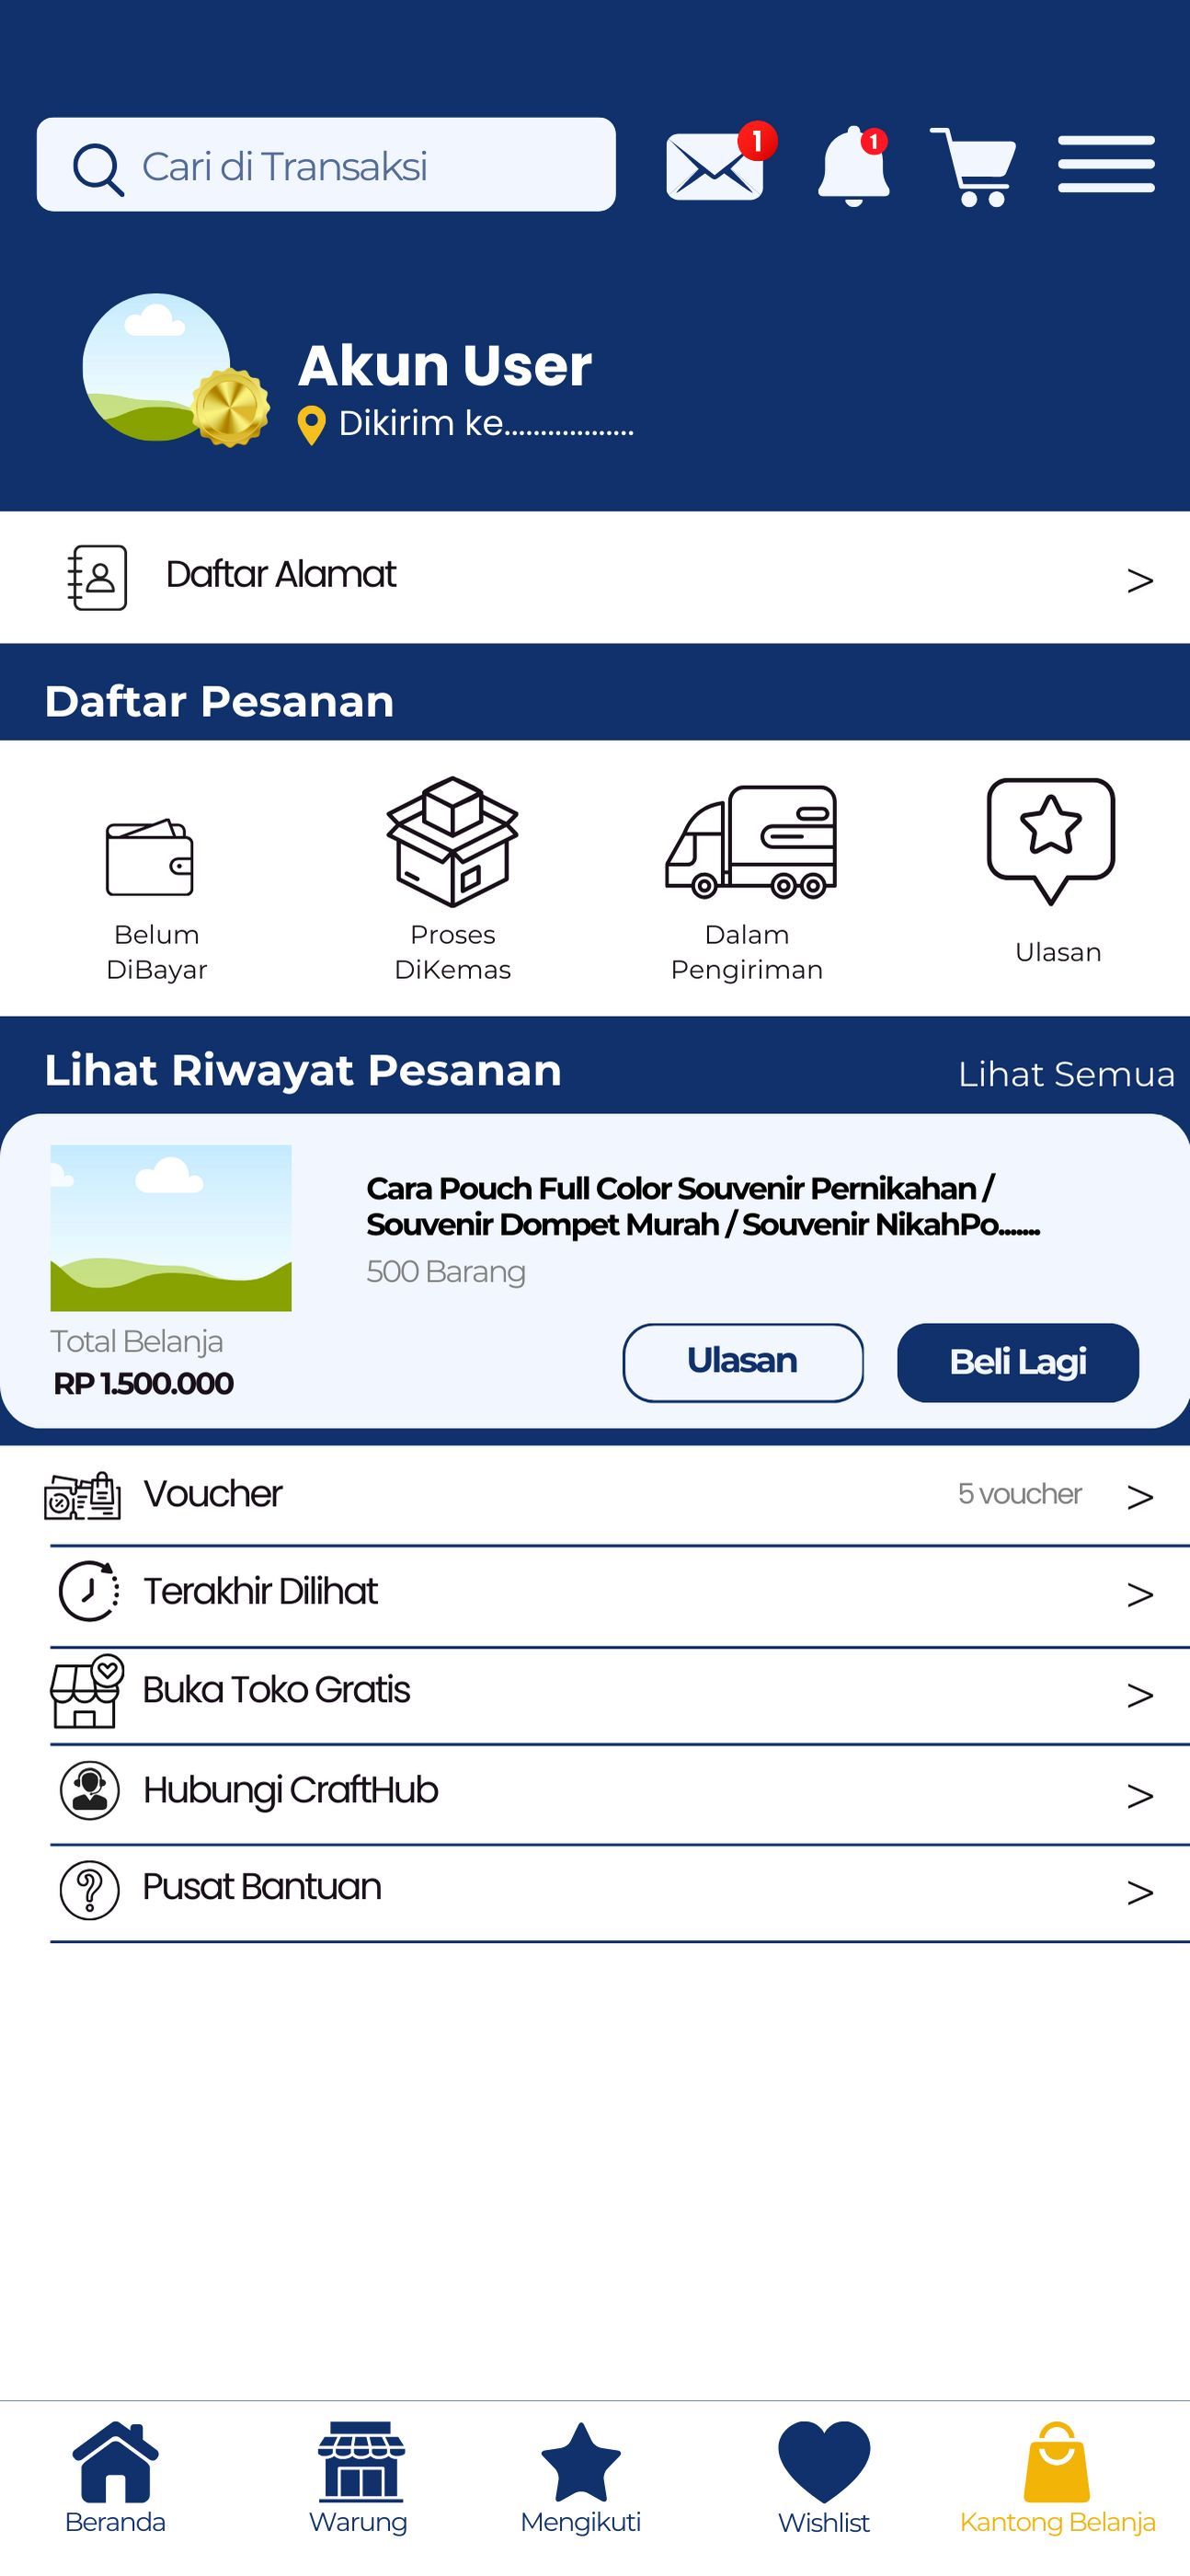 Cari di Transaksi
1
1
Akun User
Dikirim ke..................
Daftar Alamat
>
Daftar Pesanan
Belum
DiBayar
Proses
DiKemas
Dalam
Pengiriman
Ulasan
Lihat Riwayat Pesanan
Lihat Semua
Cara Pouch Full Color Souvenir Pernikahan /
Souvenir Dompet Murah / Souvenir NikahPo.......
500 Barang
Total Belanja
RP 1.500.000
Ulasan
Beli Lagi
Voucher
5 voucher
>
Terakhir Dilihat
>
Buka Toko Gratis
>
Hubungi CraftHub
>
Pusat Bantuan
>
Beranda
Warung
Mengikuti
Wishlist
Kantong Belanja